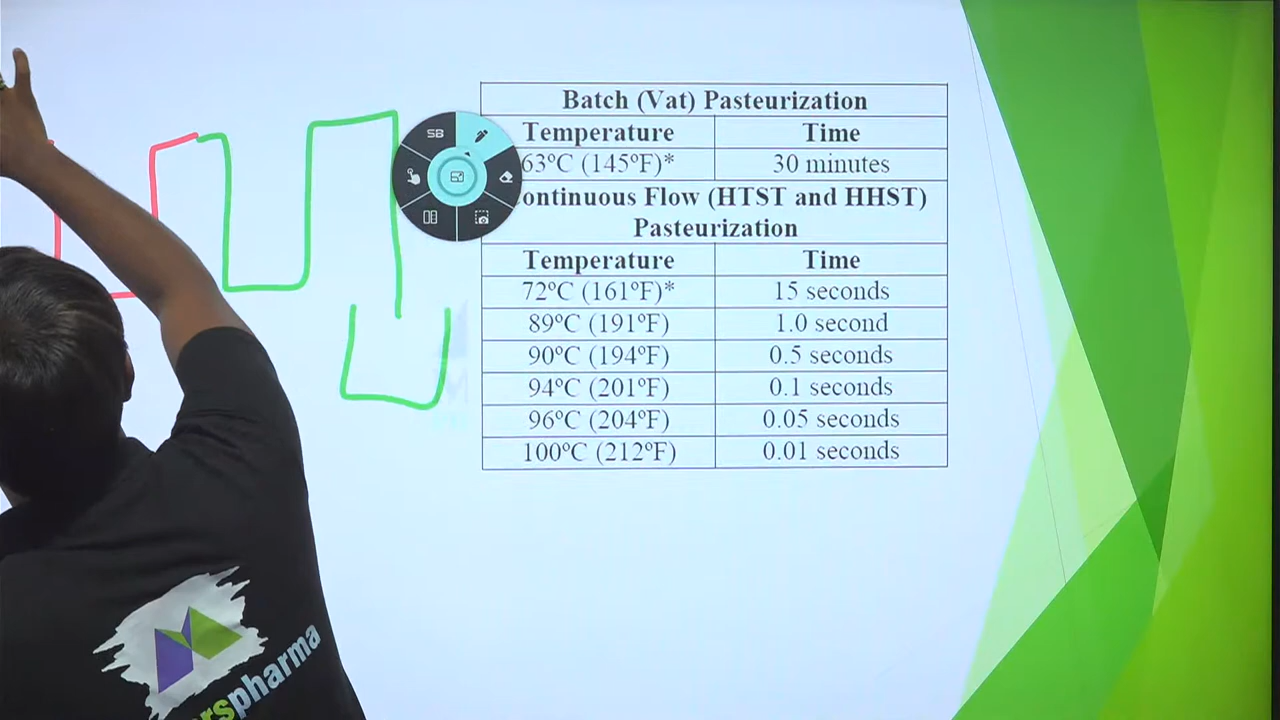 Batch (Vat) Pasteurization
Temperature Time
63ºC (145ºF)* 30 minutes
ontinuous Flow (HTST and HHST)
Pasteurization
Temperature Time
72ºC (161ºF)* 15 seconds
89ºC (191ºF) 1.0 second
90ºC (194ºF) 0.5 seconds
94ºC (201ºF) 0.1 seconds
96ºC (204ºF) 0.05 seconds
100ºC (212ºF) 0.01 seconds
SB
rspharma